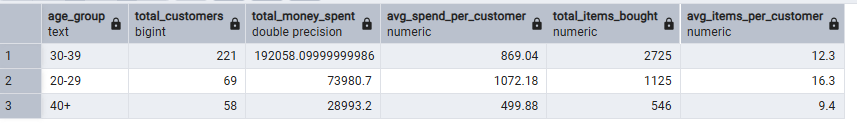 age_group total_customers total_money_spent avg_spend_per_customer total_items_bought avg_items_per_customer
text bigint double precision numeric numeric numeric
1 30-39 221 192058.09999999986 869.04 2725 12.3
2 20-29 69 73980.7 1072.18 1125 16.3
3 40+ 58 28993.2 499.88 546 9.4